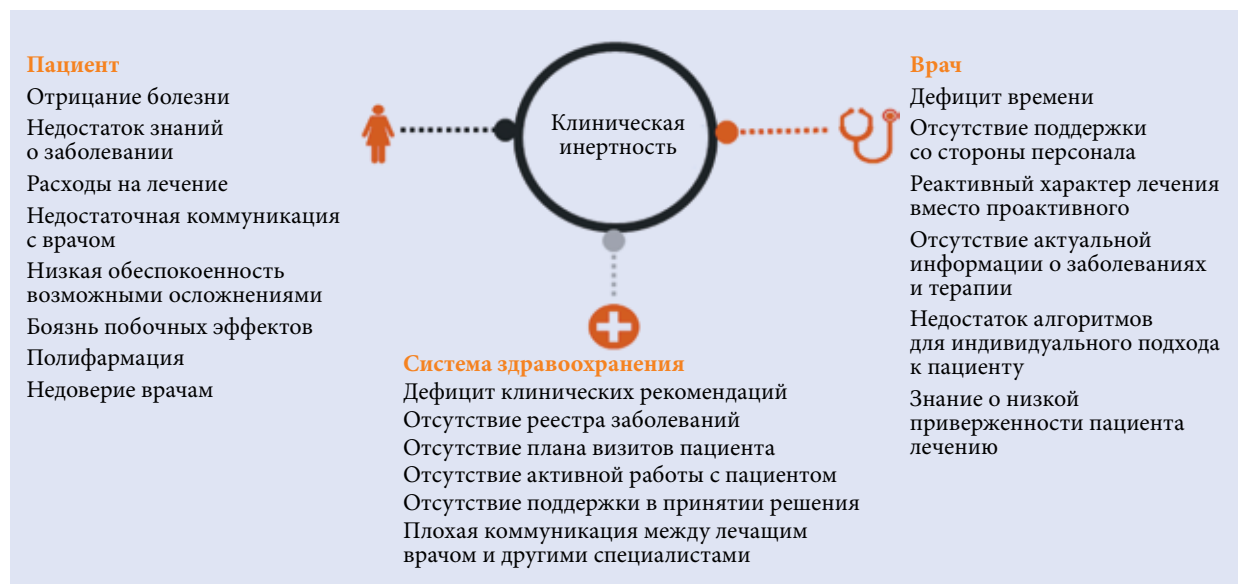 Пациент
Отрицание болезни
Недостаток знаний
о заболевании
Расходы на лечение
Недостаточная коммуникация
с врачом
Низкая обеспокоенность
возможными осложнениями
Боязнь побочных эффектов
Полифармация
Недоверие врачам
Клиническая
инертность
Система здравоохранения
Дефицит клинических рекомендаций
Отсутствие реестра заболеваний
Отсутствие плана визитов пациента
Отсутствие активной работы с пациентом
Отсутствие поддержки в принятии решения
Плохая коммуникация между лечащим
врачом и другими специалистами
Врач
Дефицит времени
Отсутствие поддержки
со стороны персонала
Реактивный характер лечения
вместо проактивного
Отсутствие актуальной
информации о заболеваниях
и терапии
Недостаток алгоритмов
для индивидуального подхода
к пациенту
Знание о низкой
приверженности пациента
лечению